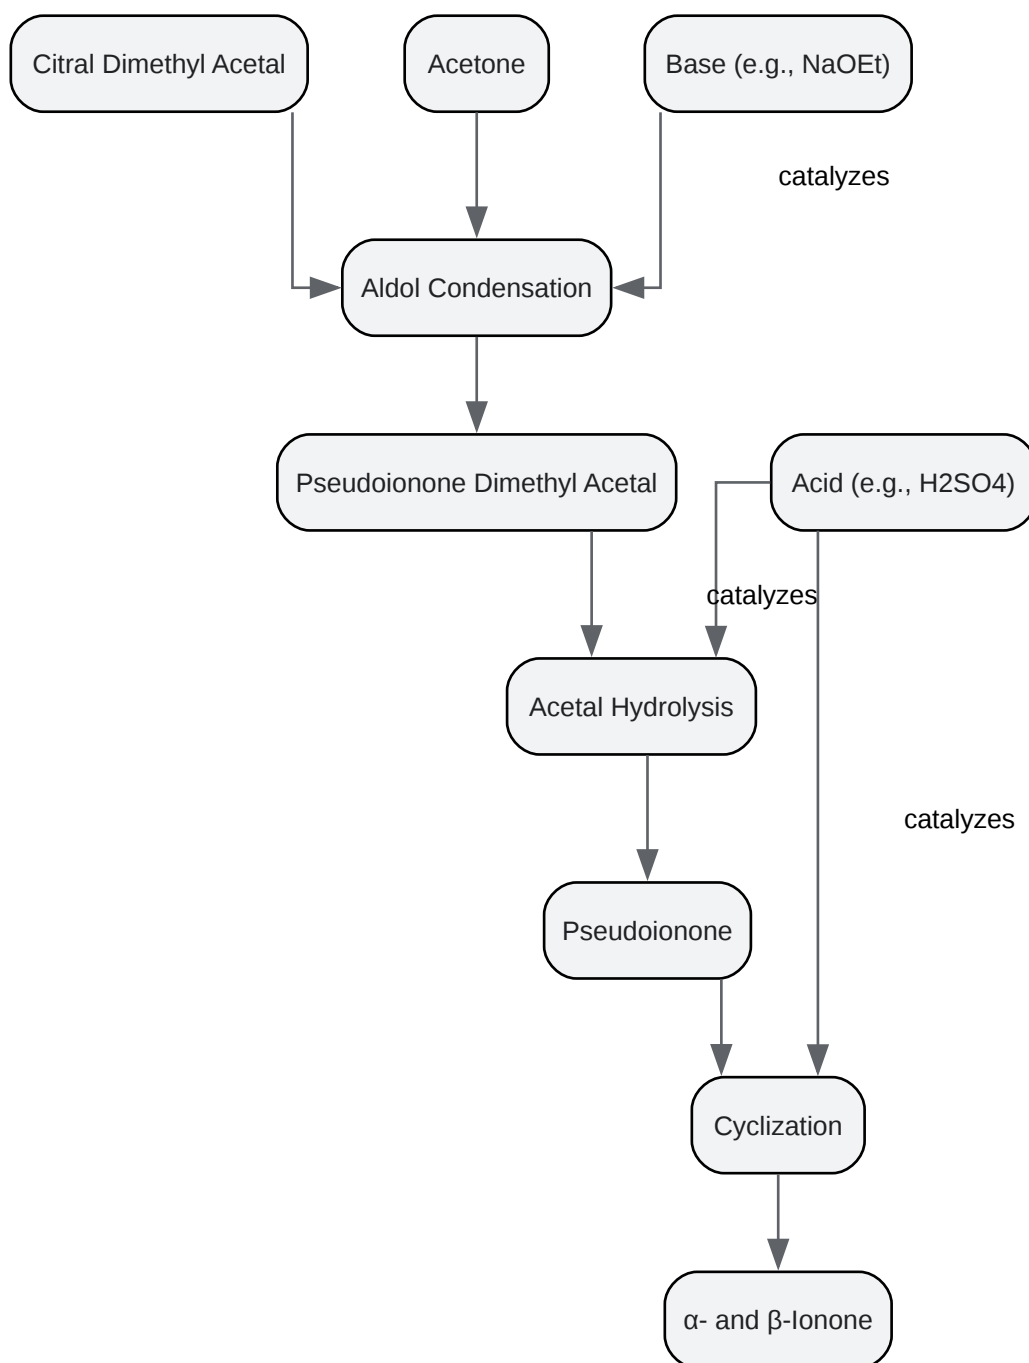 Citral Dimethyl Acetal
Acetone
Base (e.g., NaOEt)
catalyzes
Aldol Condensation
Pseudoionone Dimethyl Acetal
Acid (e.g., H2SO4)
catalyzes
Acetal Hydrolysis
catalyzes
Pseudoionone
Cyclization
α- and β-Ionone